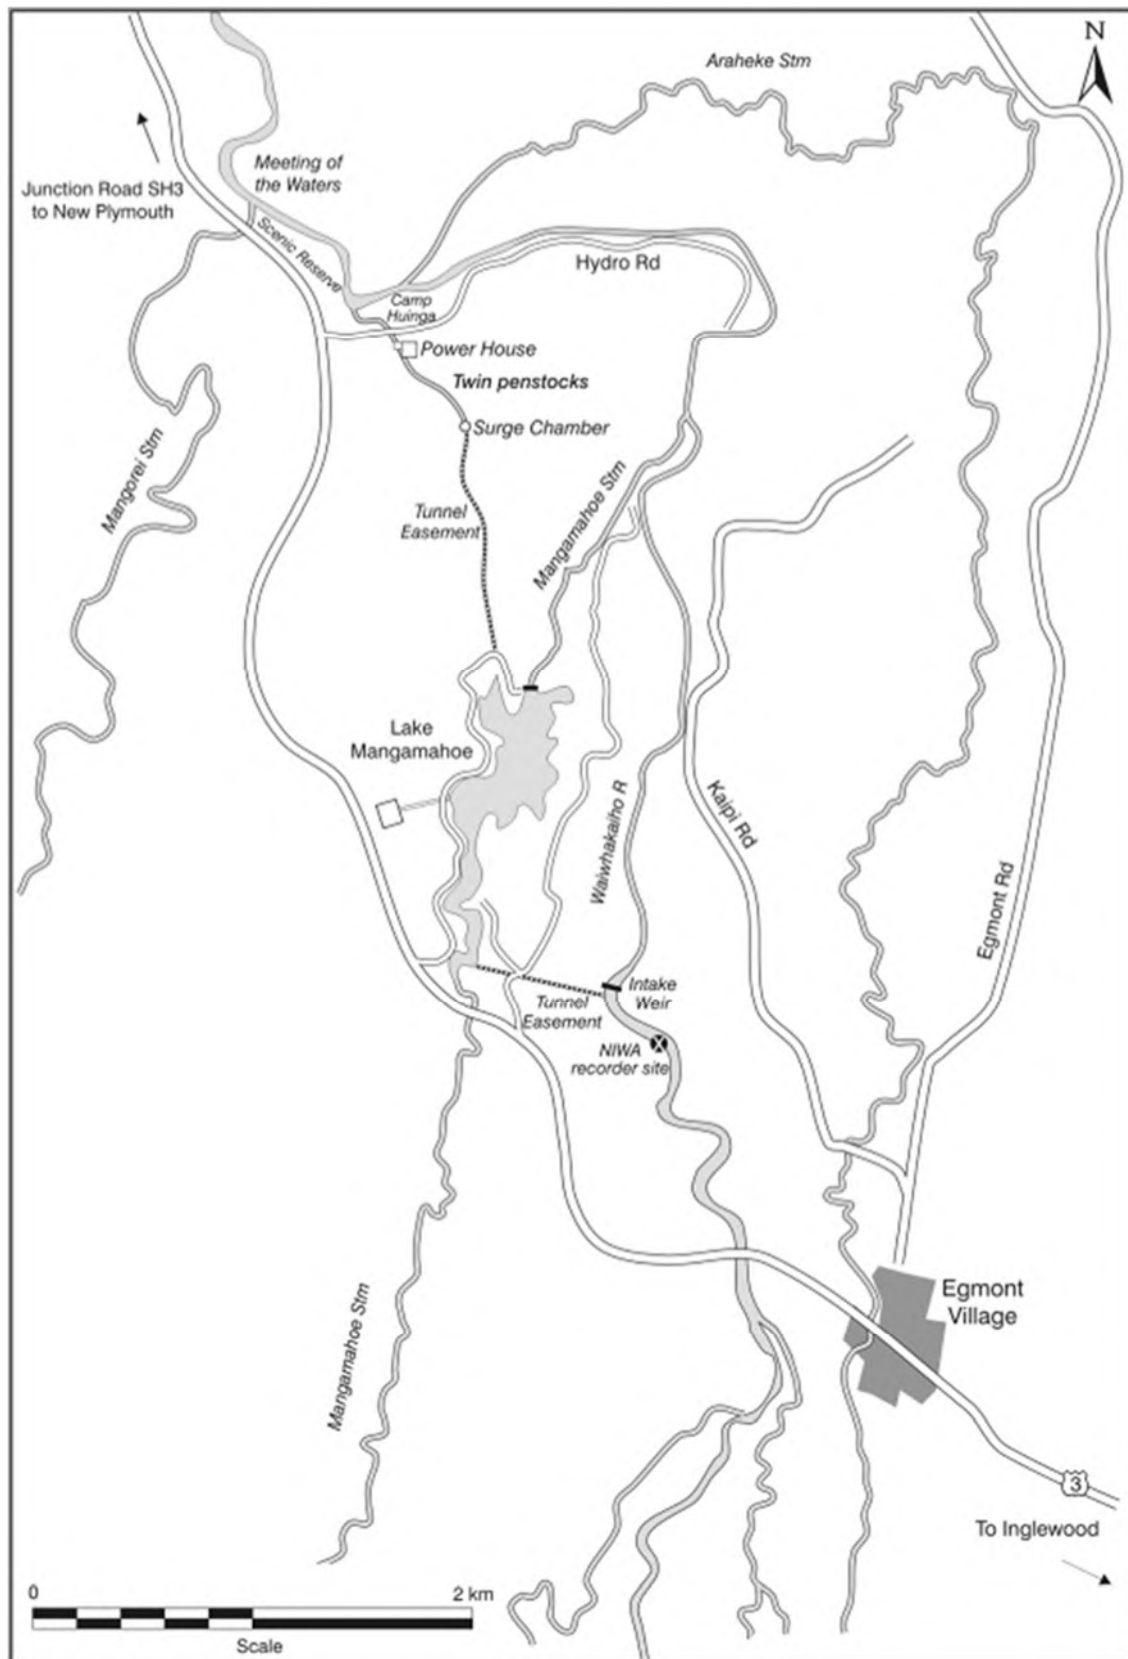 N
Araheke Stm
Meeting of
the Waters
Junction Road SH3
to New Plymouth
Scenic Reserve
Hydro Rd
Camp
Huinga
Power House
Twin penstocks
Surge Chamber
Mangorei Stm
Tunnel
Easement
Mangamahoe Stm
Lake
Mangamahoe
Waiwhakaiho R
Kaipi Rd
Egmont Rd
Intake
Weir
Tunnel
Easement
NIWA
recorder site
Egmont
Village
Mangamahoe Stm
3
To Inglewood
0
2 km
Scale